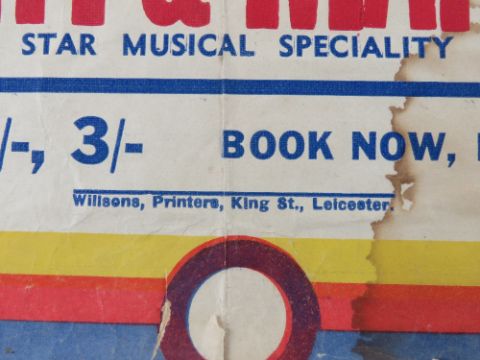 STAR MUSICAL SPECIALITY
/-, 3/- BOOK NOW,
Willsons, Printers, King St., Leicester.